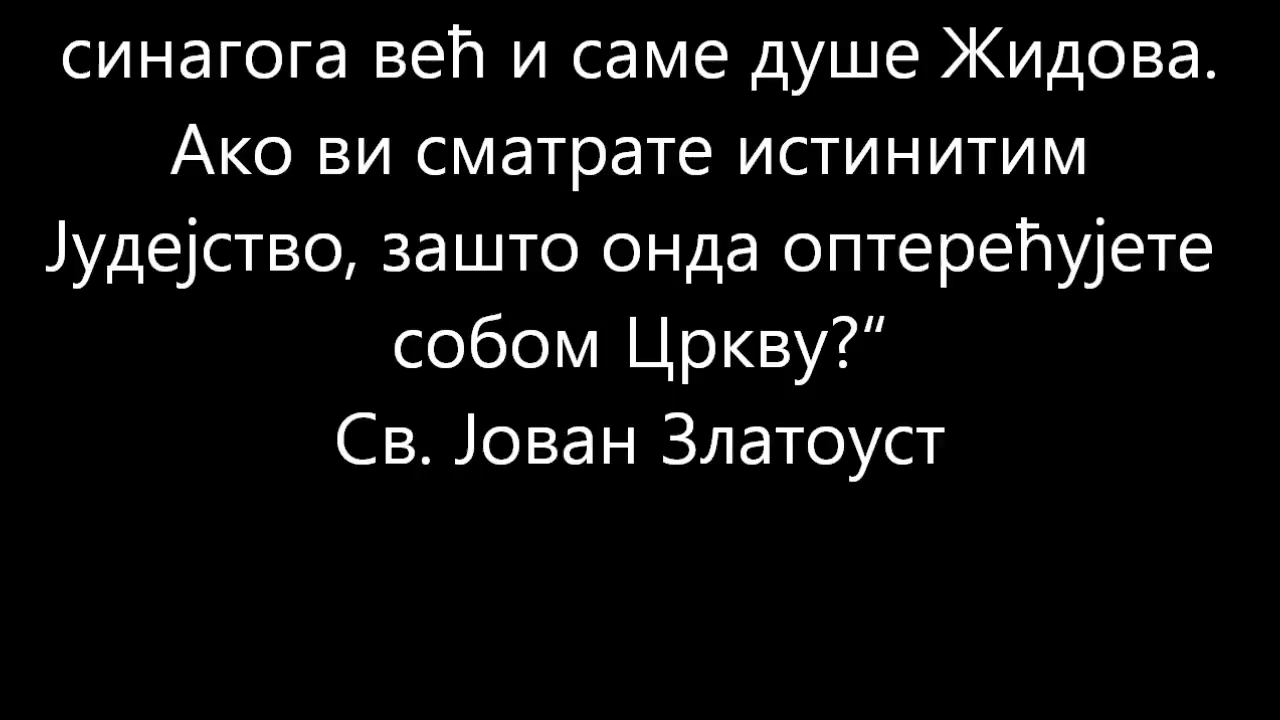 синагога већ и саме душе Жидова.
Ако ви сматрате истинитим
Јудејство, зашто онда оптерећујете
собом Цркву?“
Св. Јован Златоуст